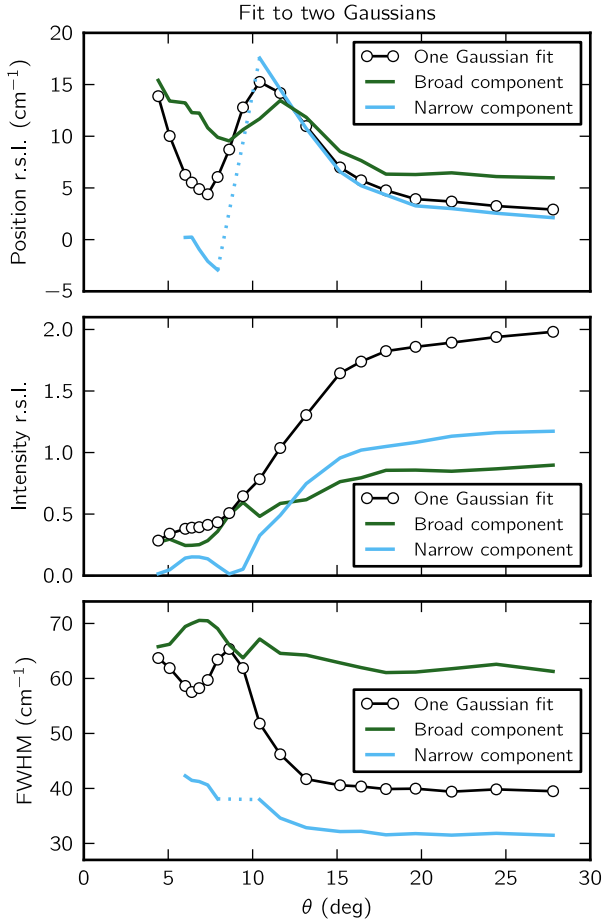 Fit to two Gaussians
20
15
10
5
0
−5
Position r.s.l. (cm⁻¹)
One Gaussian fit
Broad component
Narrow component
2.0
1.5
1.0
0.5
0.0
Intensity r.s.l.
One Gaussian fit
Broad component
Narrow component
70
60
50
40
30
FWHM (cm⁻¹)
One Gaussian fit
Broad component
Narrow component
0 5 10 15 20 25 30
θ (deg)